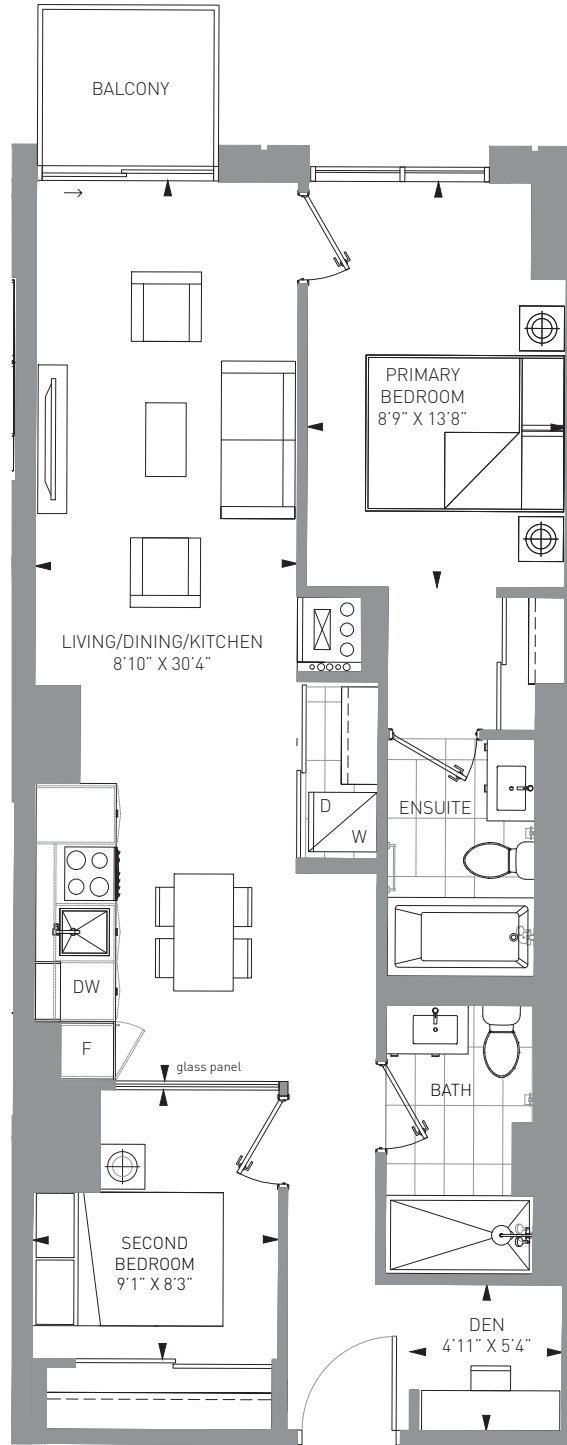 BALCONY
PRIMARY
BEDROOM
8'9" X 13'8"
LIVING/DINING/KITCHEN
8'10" X 30'4"
D
W
ENSUITE
DW
F
glass panel
BATH
SECOND
BEDROOM
9'1" X 8'3"
DEN
4'11" X 5'4"